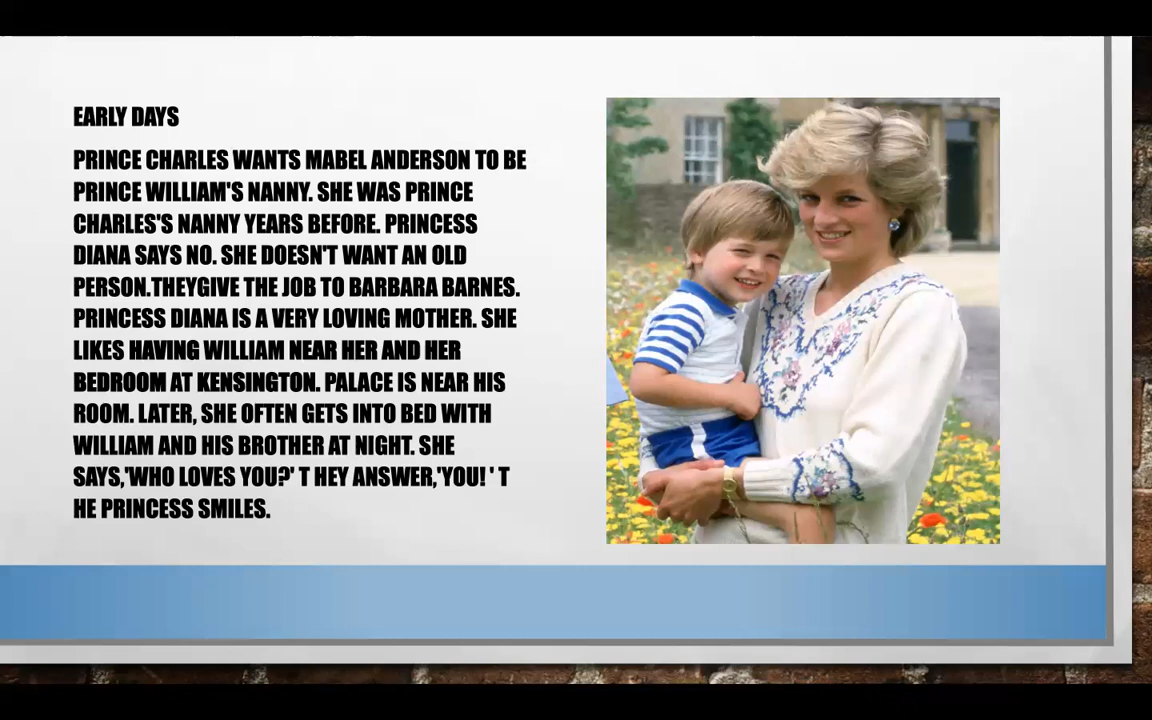 EARLY DAYS
PRINCE CHARLES WANTS MABEL ANDERSON TO BE
PRINCE WILLIAM'S NANNY. SHE WAS PRINCE
CHARLES'S NANNY YEARS BEFORE. PRINCESS
DIANA SAYS NO. SHE DOESN'T WANT AN OLD
PERSON.THEYGIVE THE JOB TO BARBARA BARNES.
PRINCESS DIANA IS A VERY LOVING MOTHER. SHE
LIKES HAVING WILLIAM NEAR HER AND HER
BEDROOM AT KENSINGTON. PALACE IS NEAR HIS
ROOM. LATER, SHE OFTEN GETS INTO BED WITH
WILLIAM AND HIS BROTHER AT NIGHT. SHE
SAYS,'WHO LOVES YOU?' T HEY ANSWER,'YOU! ' T
HE PRINCESS SMILES.